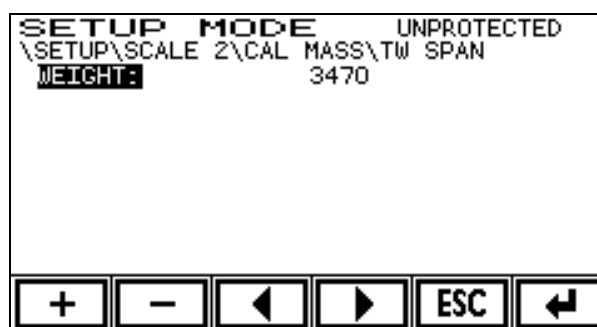 SETUP MODE UNPROTECTED
\SETUP\SCALE 2\CAL MASS\TW SPAN
WEIGHT: 3470
+ - ◀ ▶ ESC ↵